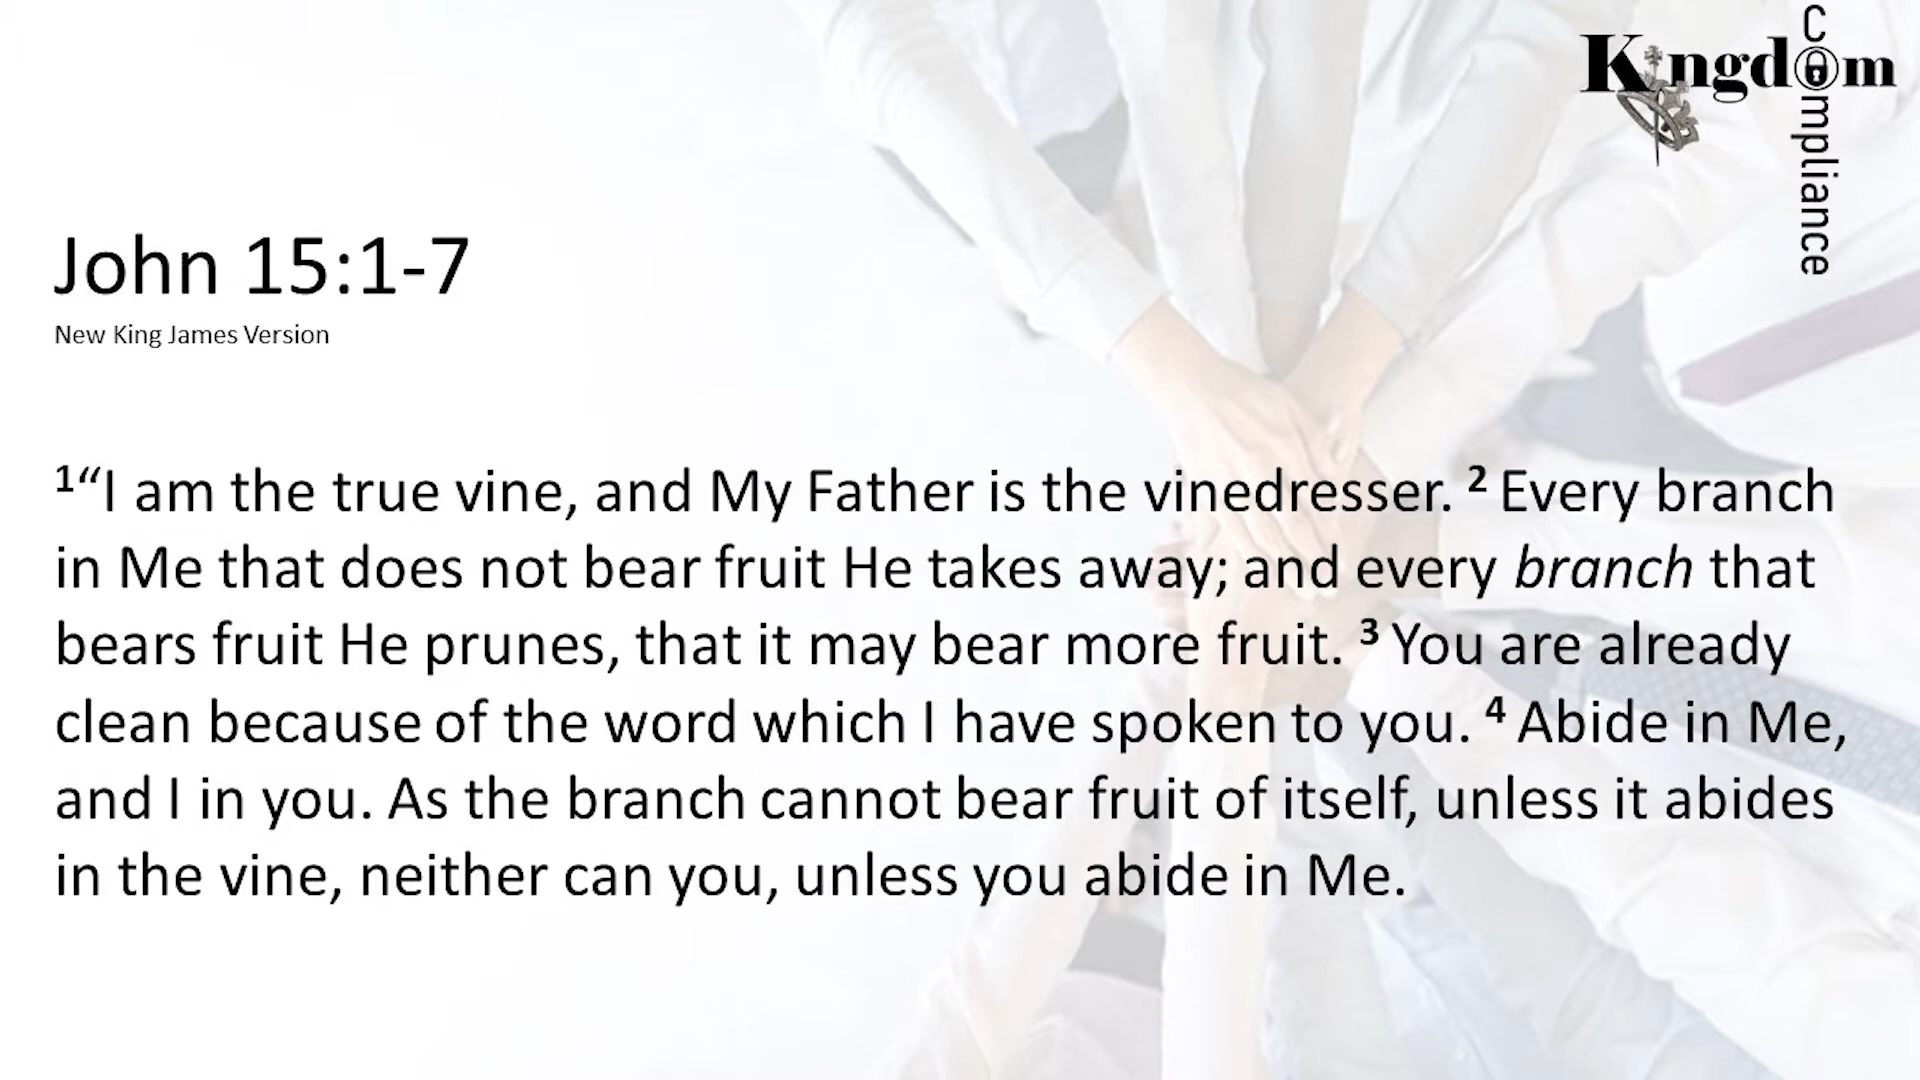 Kingdom
Compliance
John 15:1-7
New King James Version
1“I am the true vine, and My Father is the vinedresser. 2 Every branch
in Me that does not bear fruit He takes away; and every branch that
bears fruit He prunes, that it may bear more fruit. 3 You are already
clean because of the word which I have spoken to you. 4 Abide in Me,
and I in you. As the branch cannot bear fruit of itself, unless it abides
in the vine, neither can you, unless you abide in Me.